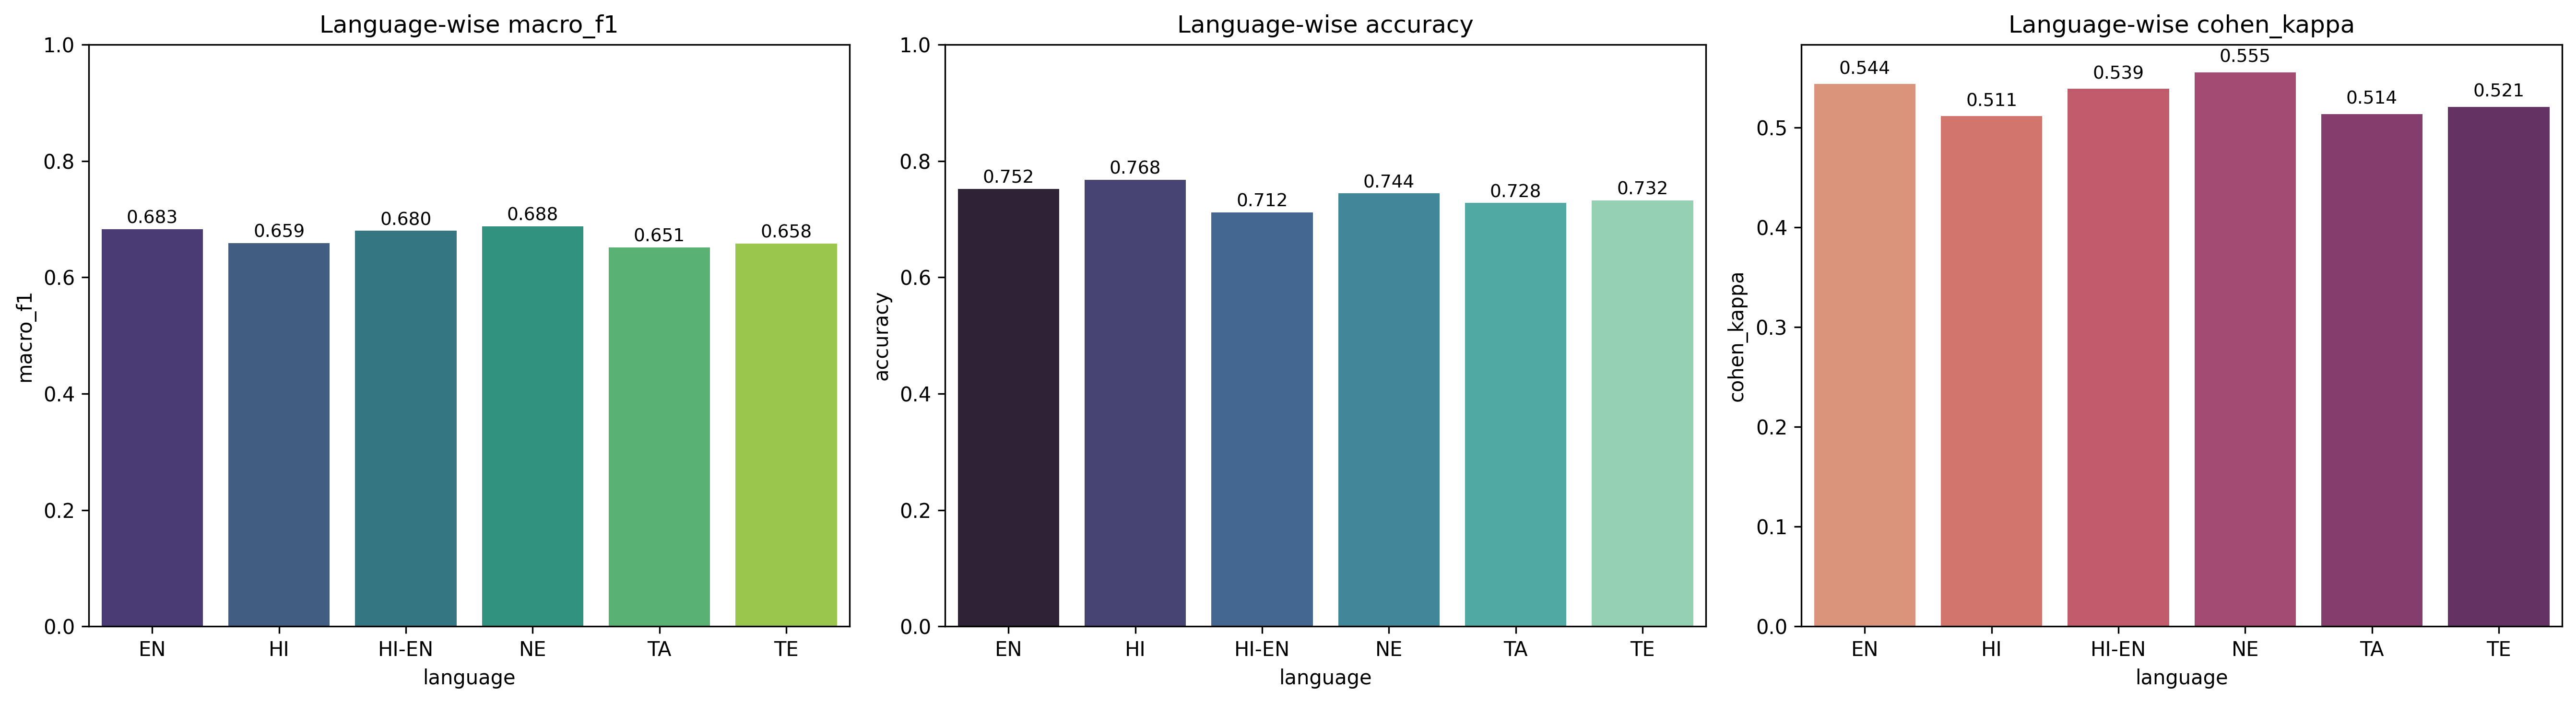 Language-wise macro_f1
macro_f1
1.0
0.8
0.6
0.4
0.2
0.0
0.683
0.659
0.680
0.688
0.651
0.658
EN
HI
HI-EN
NE
TA
TE
language
Language-wise accuracy
accuracy
1.0
0.8
0.6
0.4
0.2
0.0
0.752
0.768
0.712
0.744
0.728
0.732
EN
HI
HI-EN
NE
TA
TE
language
Language-wise cohen_kappa
cohen_kappa
0.5
0.4
0.3
0.2
0.1
0.0
0.544
0.511
0.539
0.555
0.514
0.521
EN
HI
HI-EN
NE
TA
TE
language